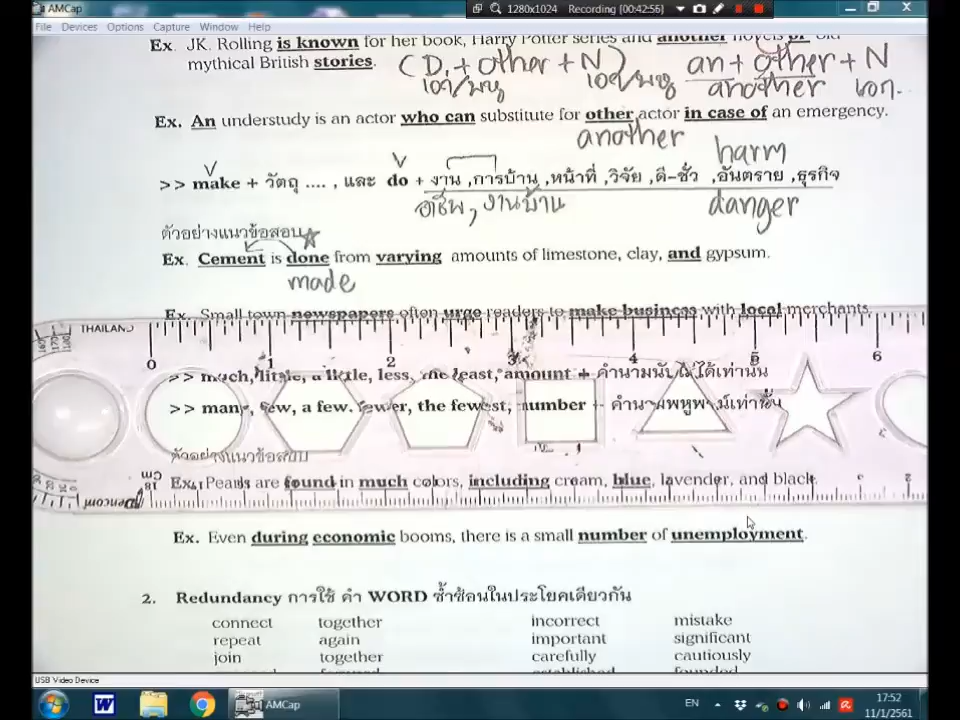 AMCap
1280x1024 Recording [00:42:56]
File Devices Options Capture Window Help
Ex. JK. Rolling is known for her book, Harry Potter series and another novels or old
mythical British stories. (D. + other + N) an + other + N
เอก/พหู เอก/พหู another เอก.
Ex. An understudy is an actor who can substitute for other actor in case of an emergency.
another harm
>> make + วัตถุ .... , และ do + งาน ,การบ้าน ,หน้าที่ ,วิจัย ,ดี-ชั่ว ,อันตราย ,ธุรกิจ
อาชีพ, งานบ้าน danger
ตัวอย่างแนวข้อสอบ
Ex. Cement is done from varying amounts of limestone, clay, and gypsum.
made
Ex. Small town newspapers often urge readers to make business with local merchants.
THAILAND
0 1 2 3 4 5 6
>> much, little, a little, less, the least, amount + คำนามนับไม่ได้เท่านั้น
>> many, few, a few, fewer, the fewest, number + คำนามพหูพจน์เท่านั้น
ตัวอย่างแนวข้อสอบ
Ex. Pearls are found in much colors, including cream, blue, lavender, and black.
Ex. Even during economic booms, there is a small number of unemployment.
2. Redundancy การใช้ คำ WORD ซ้ำซ้อนในประโยคเดียวกัน
connect together incorrect mistake
repeat again important significant
join together carefully cautiously
USB Video Device
AMCap
EN
17:52
11/1/2561